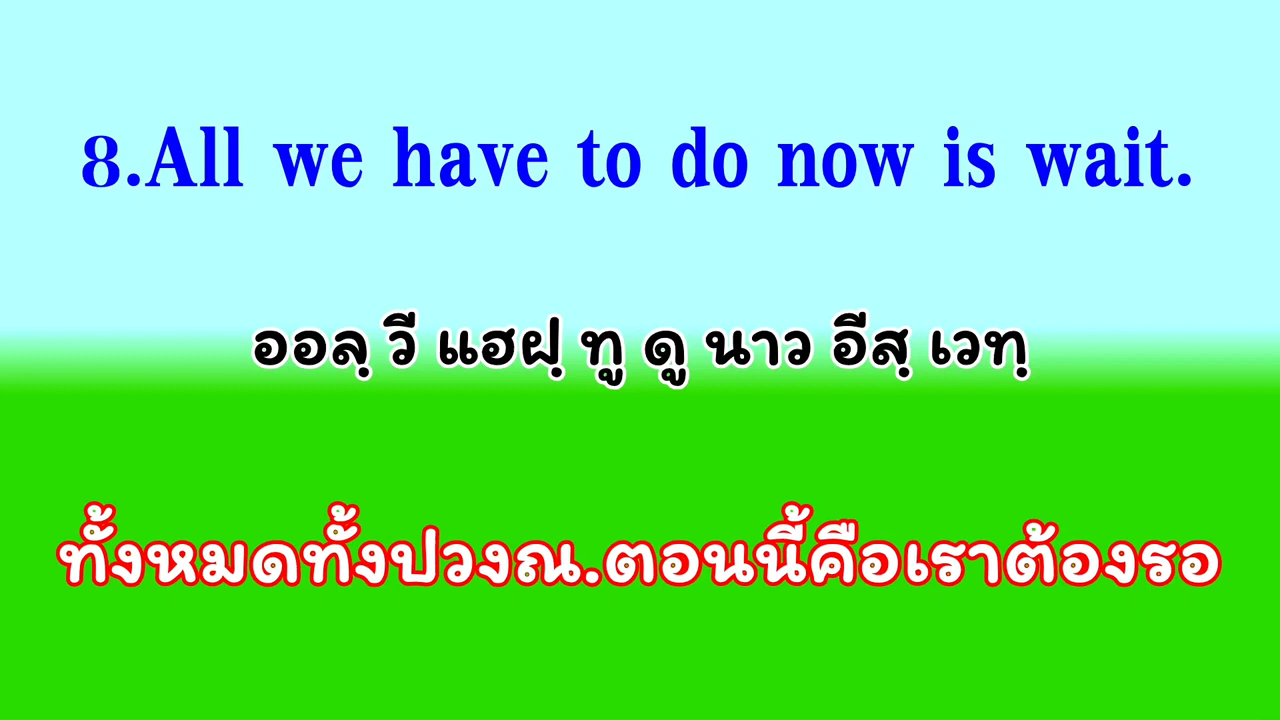 8.All we have to do now is wait.
ออลฺ วี แฮฝฺ ทู ดู นาว อีสฺ เวทฺ
ทั้งหมดทั้งปวงณ.ตอนนี้คือเราต้องรอ